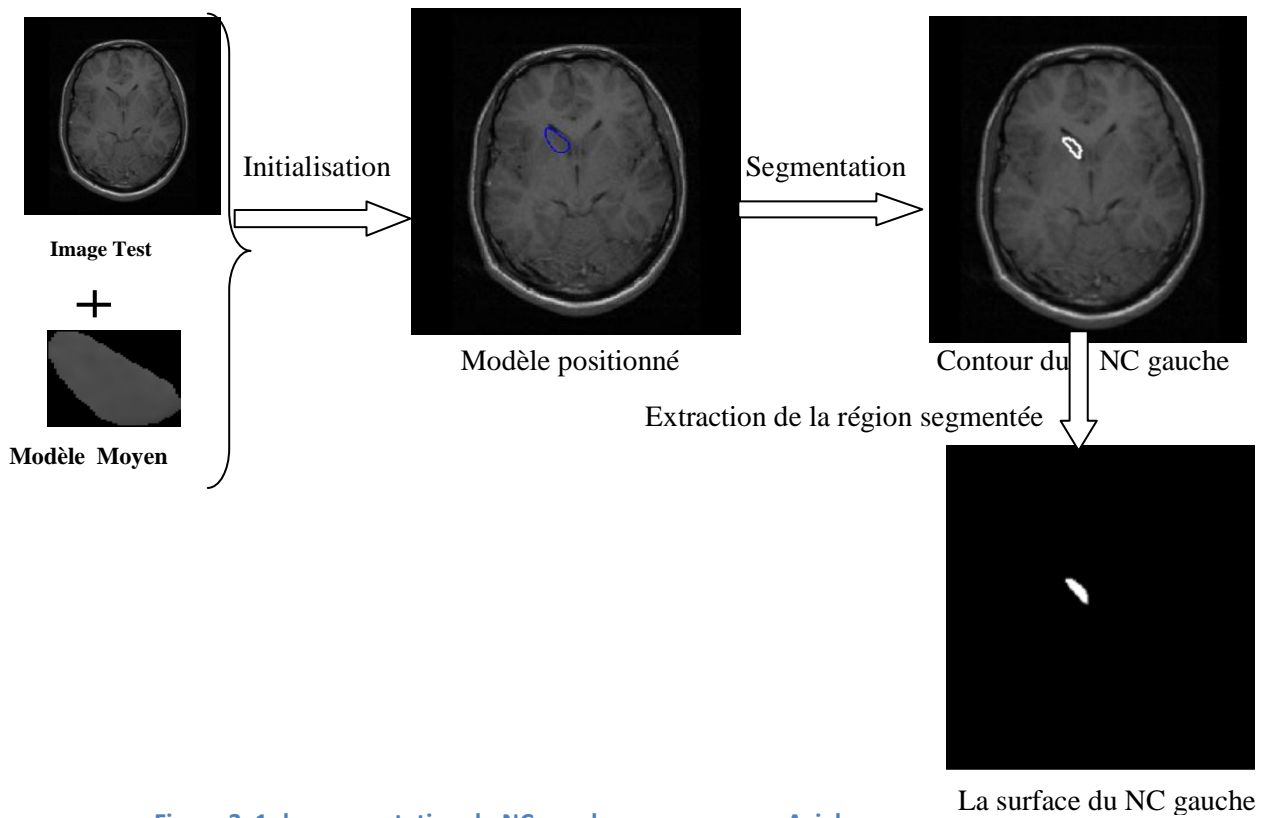 Initialisation
Segmentation
Image Test
+
Modèle Moyen
Modèle positionné
Contour du NC gauche
Extraction de la région segmentée
La surface du NC gauche